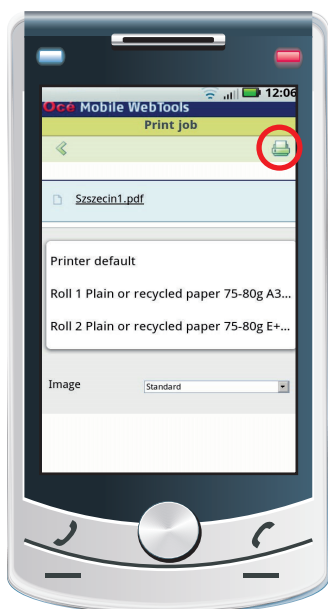 12:06
Océ Mobile WebTools
Print job
Szszecin1.pdf
Printer default
Roll 1 Plain or recycled paper 75-80g A3...
Roll 2 Plain or recycled paper 75-80g E+...
Image Standard